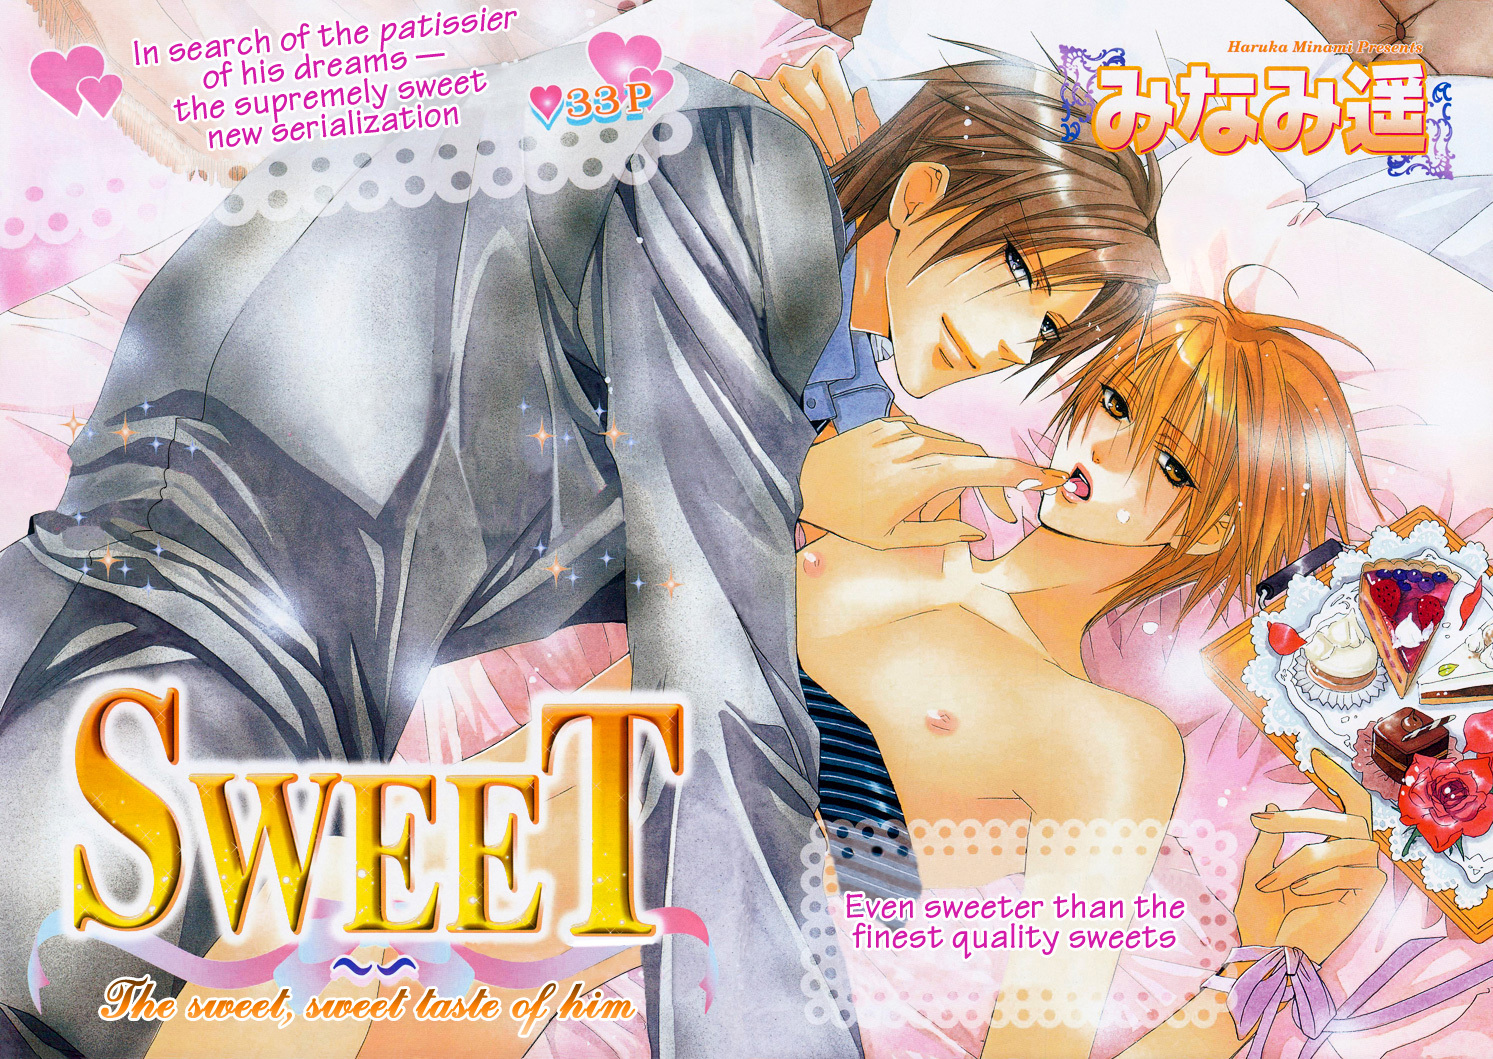 In search of the patissier
of his dreams —
the supremely sweet
new serialization
33P
Haruka Minami Presents
みなみ遥
SWEET
~~
The sweet, sweet taste of him
Even sweeter than the
finest quality sweets